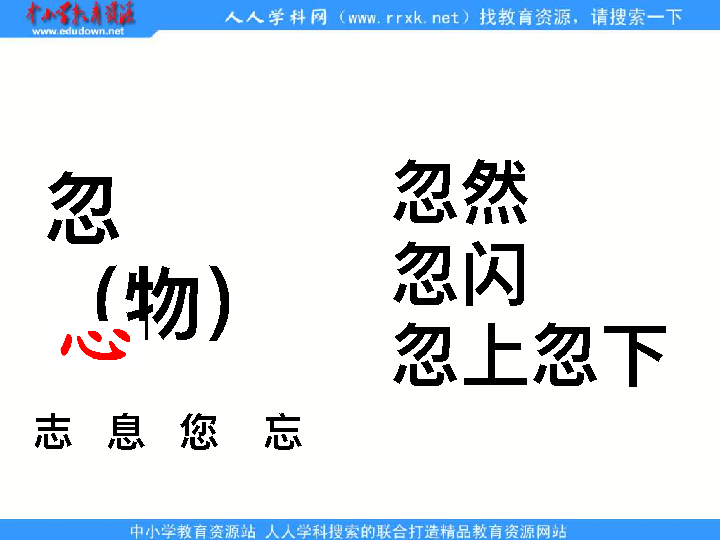 中小学教育资源
www.edudown.net
人人学科网（www.rrxk.net）找教育资源，请搜索一下
忽
（物）
心
志 息 您 忘
忽然
忽闪
忽上忽下
中小学教育资源站 人人学科搜索的联合打造精品教育资源网站